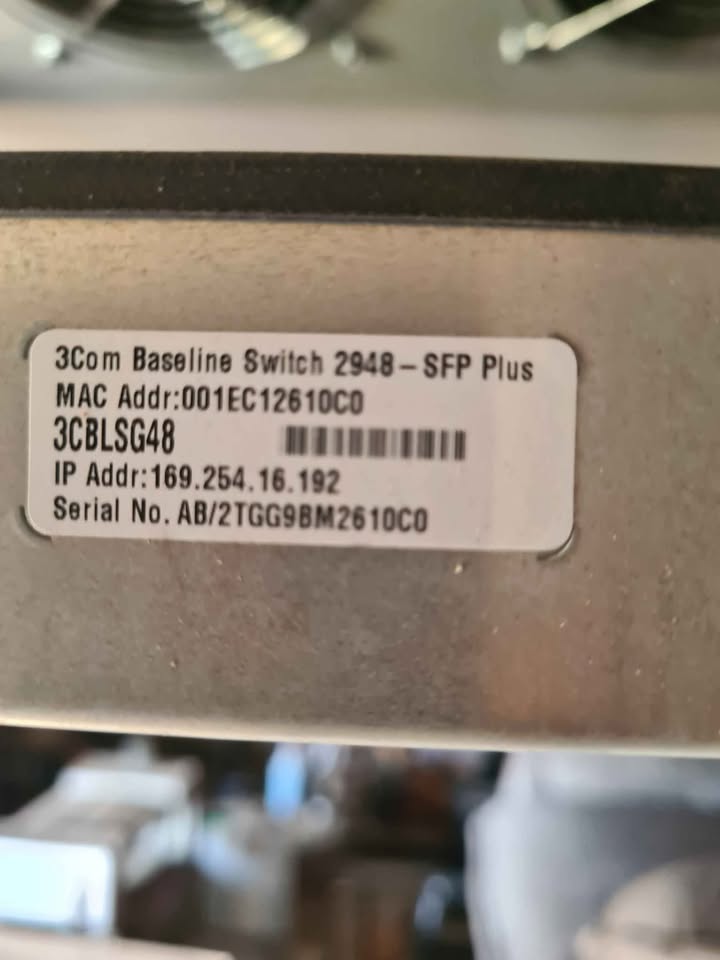 3Com Baseline Switch 2948-SFP Plus
MAC Addr:001EC12610C0
3CBLSG48
IP Addr:169.254.16.192
Serial No. AB/2TGG9BM2610C0